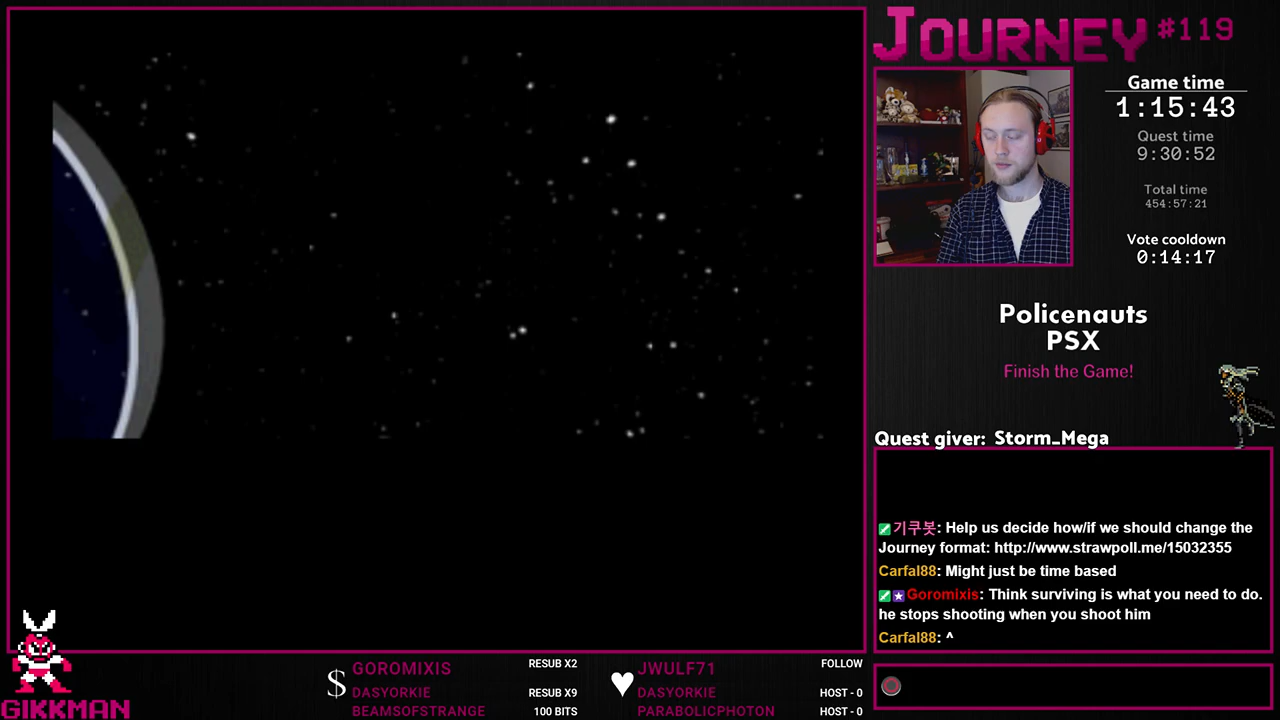 JOURNEY #119
Game time
1:15:43
Quest time
9:30:52
Total time
454:57:21
Vote cooldown
0:14:17
Policenauts
PSX
Finish the Game!
Quest giver: Storm_Mega
기쿠봇: Help us decide how/if we should change the
Journey format: http://www.strawpoll.me/15032355
Carfal88: Might just be time based
Goromixis: Think surviving is what you need to do.
he stops shooting when you shoot him
Carfal88: ^
GIKKMAN
$ GOROMIXIS RESUB X2
DASYORKIE RESUB X9
BEAMSOFSTRANGE 100 BITS
JWULF71 FOLLOW
DASYORKIE HOST - 0
PARABOLICPHOTON HOST - 0